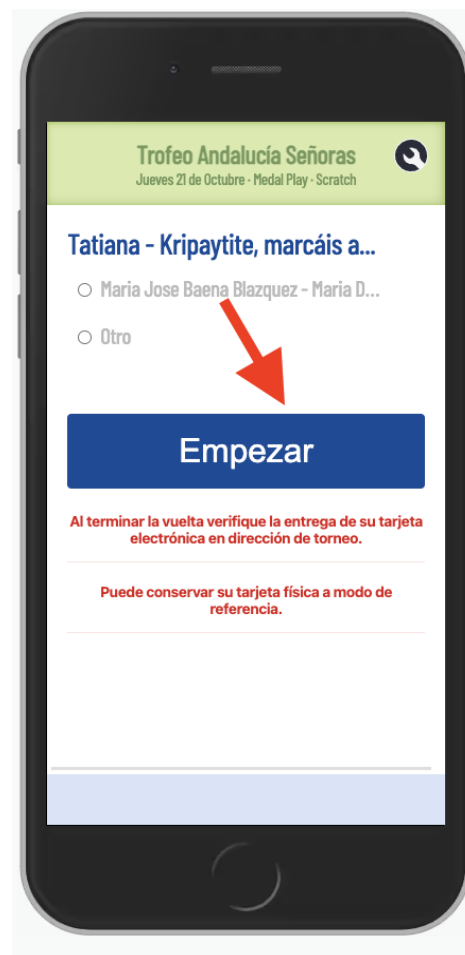 Trofeo Andalucía Señoras
Jueves 21 de Octubre · Medal Play · Scratch
Tatiana - Kripaytite, marcáis a...
Maria Jose Baena Blazquez - Maria D...
Otro
Empezar
Al terminar la vuelta verifique la entrega de su tarjeta
electrónica en dirección de torneo.
Puede conservar su tarjeta física a modo de
referencia.